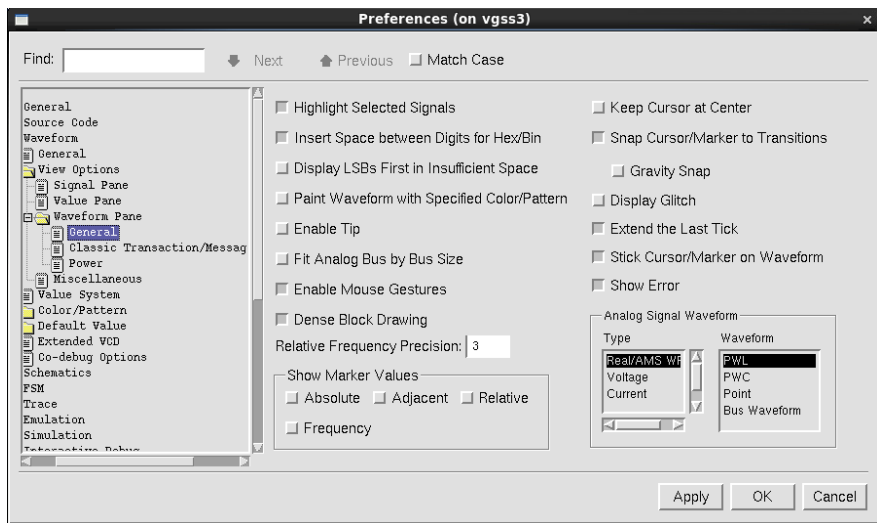 Preferences (on vgss3)
Find: Next Previous Match Case
General
Source Code
Waveform
General
View Options
Signal Pane
Value Pane
Waveform Pane
General
Classic Transaction/Messag
Power
Miscellaneous
Value System
Color/Pattern
Default Value
Extended VCD
Co-debug Options
Schematics
FSM
Trace
Emulation
Simulation
Interactive Debug
Highlight Selected Signals
Insert Space between Digits for Hex/Bin
Display LSBs First in Insufficient Space
Paint Waveform with Specified Color/Pattern
Enable Tip
Fit Analog Bus by Bus Size
Enable Mouse Gestures
Dense Block Drawing
Relative Frequency Precision: 3
Show Marker Values
Absolute Adjacent Relative
Frequency
Keep Cursor at Center
Snap Cursor/Marker to Transitions
Gravity Snap
Display Glitch
Extend the Last Tick
Stick Cursor/Marker on Waveform
Show Error
Analog Signal Waveform
Type Waveform
Real/AMS PWL
Voltage PWC
Current Point
Bus Waveform
Apply OK Cancel